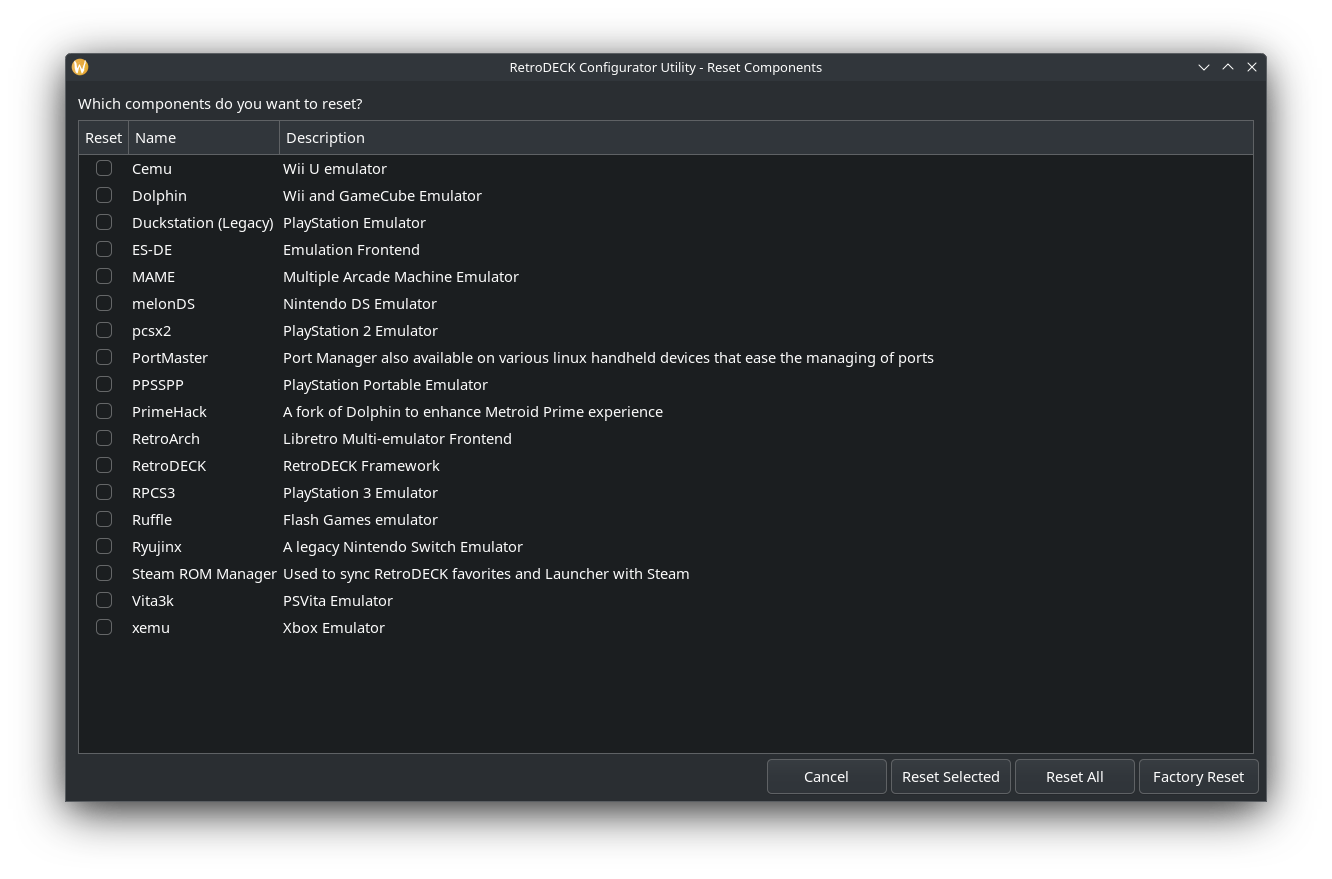 RetroDECK Configurator Utility - Reset Components
Which components do you want to reset?
Reset Name Description
Cemu Wii U emulator
Dolphin Wii and GameCube Emulator
Duckstation (Legacy) PlayStation Emulator
ES-DE Emulation Frontend
MAME Multiple Arcade Machine Emulator
melonDS Nintendo DS Emulator
pcsx2 PlayStation 2 Emulator
PortMaster Port Manager also available on various linux handheld devices that ease the managing of ports
PPSSPP PlayStation Portable Emulator
PrimeHack A fork of Dolphin to enhance Metroid Prime experience
RetroArch Libretro Multi-emulator Frontend
RetroDECK RetroDECK Framework
RPCS3 PlayStation 3 Emulator
Ruffle Flash Games emulator
Ryujinx A legacy Nintendo Switch Emulator
Steam ROM Manager Used to sync RetroDECK favorites and Launcher with Steam
Vita3k PSVita Emulator
xemu Xbox Emulator
Cancel Reset Selected Reset All Factory Reset